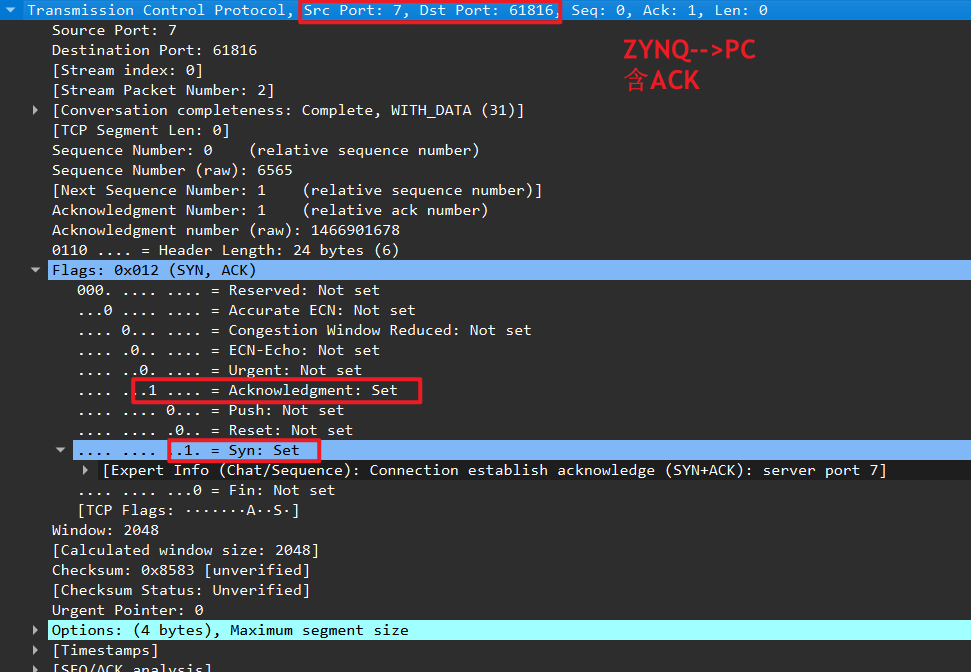 Transmission Control Protocol, Src Port: 7, Dst Port: 61816, Seq: 0, Ack: 1, Len: 0
Source Port: 7
Destination Port: 61816
[Stream index: 0]
[Stream Packet Number: 2]
[Conversation completeness: Complete, WITH_DATA (31)]
[TCP Segment Len: 0]
Sequence Number: 0    (relative sequence number)
Sequence Number (raw): 6565
[Next Sequence Number: 1    (relative sequence number)]
Acknowledgment Number: 1    (relative ack number)
Acknowledgment number (raw): 1466901678
0110 .... = Header Length: 24 bytes (6)
Flags: 0x012 (SYN, ACK)
000. .... .... = Reserved: Not set
...0 .... .... = Accurate ECN: Not set
.... 0... .... = Congestion Window Reduced: Not set
.... .0.. .... = ECN-Echo: Not set
.... ..0. .... = Urgent: Not set
.... ...1 .... = Acknowledgment: Set
.... .... 0... = Push: Not set
.... .... .0.. = Reset: Not set
.... .... ..1. = Syn: Set
[Expert Info (Chat/Sequence): Connection establish acknowledge (SYN+ACK): server port 7]
.... .... ...0 = Fin: Not set
[TCP Flags: ·······A··S·]
Window: 2048
[Calculated window size: 2048]
Checksum: 0x8583 [unverified]
[Checksum Status: Unverified]
Urgent Pointer: 0
Options: (4 bytes), Maximum segment size
[Timestamps]
[SEQ/ACK analysis]
ZYNQ-->PC
含ACK